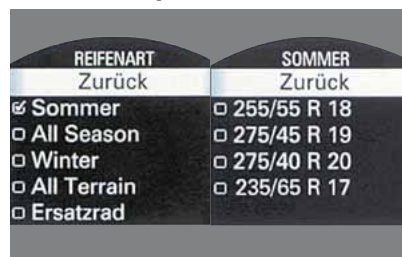 REIFENART
Zurück
Sommer
All Season
Winter
All Terrain
Ersatzrad
SOMMER
Zurück
255/55 R 18
275/45 R 19
275/40 R 20
235/65 R 17